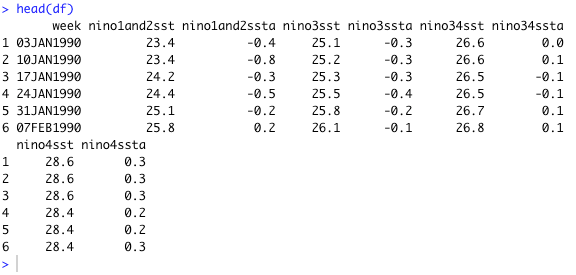 > head(df)
week nino1and2sst nino1and2ssta nino3sst nino3ssta nino34sst nino34ssta
1 03JAN1990 23.4 -0.4 25.1 -0.3 26.6 0.0
2 10JAN1990 23.4 -0.8 25.2 -0.3 26.6 0.1
3 17JAN1990 24.2 -0.3 25.3 -0.3 26.5 -0.1
4 24JAN1990 24.4 -0.5 25.5 -0.4 26.5 -0.1
5 31JAN1990 25.1 -0.2 25.8 -0.2 26.7 0.1
6 07FEB1990 25.8 0.2 26.1 -0.1 26.8 0.1
nino4sst nino4ssta
1 28.6 0.3
2 28.6 0.3
3 28.6 0.3
4 28.4 0.2
5 28.4 0.2
6 28.4 0.3
>